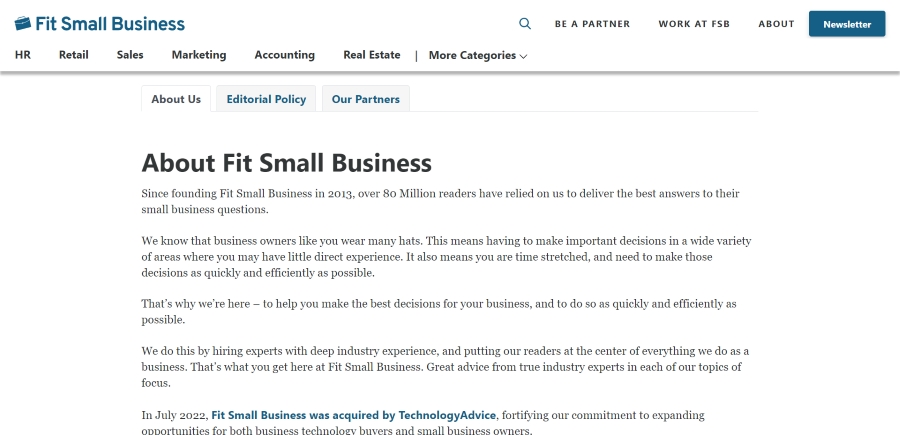 Fit Small Business
BE A PARTNER WORK AT FSB ABOUT Newsletter
HR Retail Sales Marketing Accounting Real Estate | More Categories
About Us Editorial Policy Our Partners
About Fit Small Business
Since founding Fit Small Business in 2013, over 80 Million readers have relied on us to deliver the best answers to their
small business questions.
We know that business owners like you wear many hats. This means having to make important decisions in a wide variety
of areas where you may have little direct experience. It also means you are time stretched, and need to make those
decisions as quickly and efficiently as possible.
That’s why we’re here – to help you make the best decisions for your business, and to do so as quickly and efficiently as
possible.
We do this by hiring experts with deep industry experience, and putting our readers at the center of everything we do as a
business. That’s what you get here at Fit Small Business. Great advice from true industry experts in each of our topics of
focus.
In July 2022, Fit Small Business was acquired by TechnologyAdvice, fortifying our commitment to expanding
opportunities for both business technology buyers and small business owners.